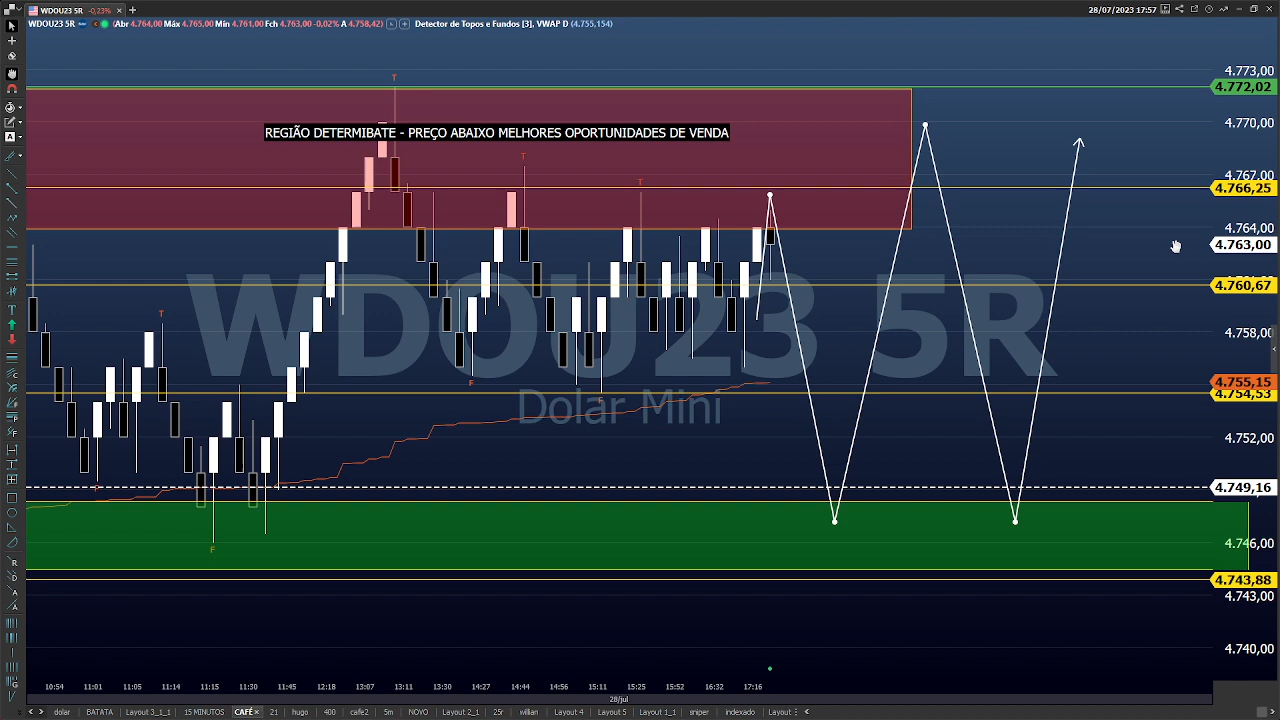 WDOU23 5R -0,23% × +
28/07/2023 17:57
WDOU23 5R
(Abr 4.764,00 Máx 4.765,00 Mín 4.761,00 Fch 4.763,00 -0,02% A 4.758,42)
Detector de Topos e Fundos [3], VWAP D (4.755,154)
4.773,00
T
4.772,02
4.770,00
REGIÃO DETERMIBATE - PREÇO ABAIXO MELHORES OPORTUNIDADES DE VENDA
T
4.767,00
T
4.766,25
4.764,00
4.763,00
WDOU23 5R
4.760,67
T
4.758,00
F
4.755,15
4.754,53
F
Dolar Mini
4.752,00
F
4.749,16
F
4.746,00
4.743,88
4.743,00
4.740,00
10:54 11:01 11:05 11:14 11:15 11:30 11:45 12:18 13:07 13:11 13:30 14:27 14:44 14:56 15:11 15:25 15:52 16:32 17:16
28/jul
dolar BATATA Layout 3_1_1 15 MINUTOS CAFÉ × 21 hugo 400 cafe2 5m NOVO Layout 2_1 25r wilian Layout 4 Layout 5 Layout 1_1 sniper indexado Layout